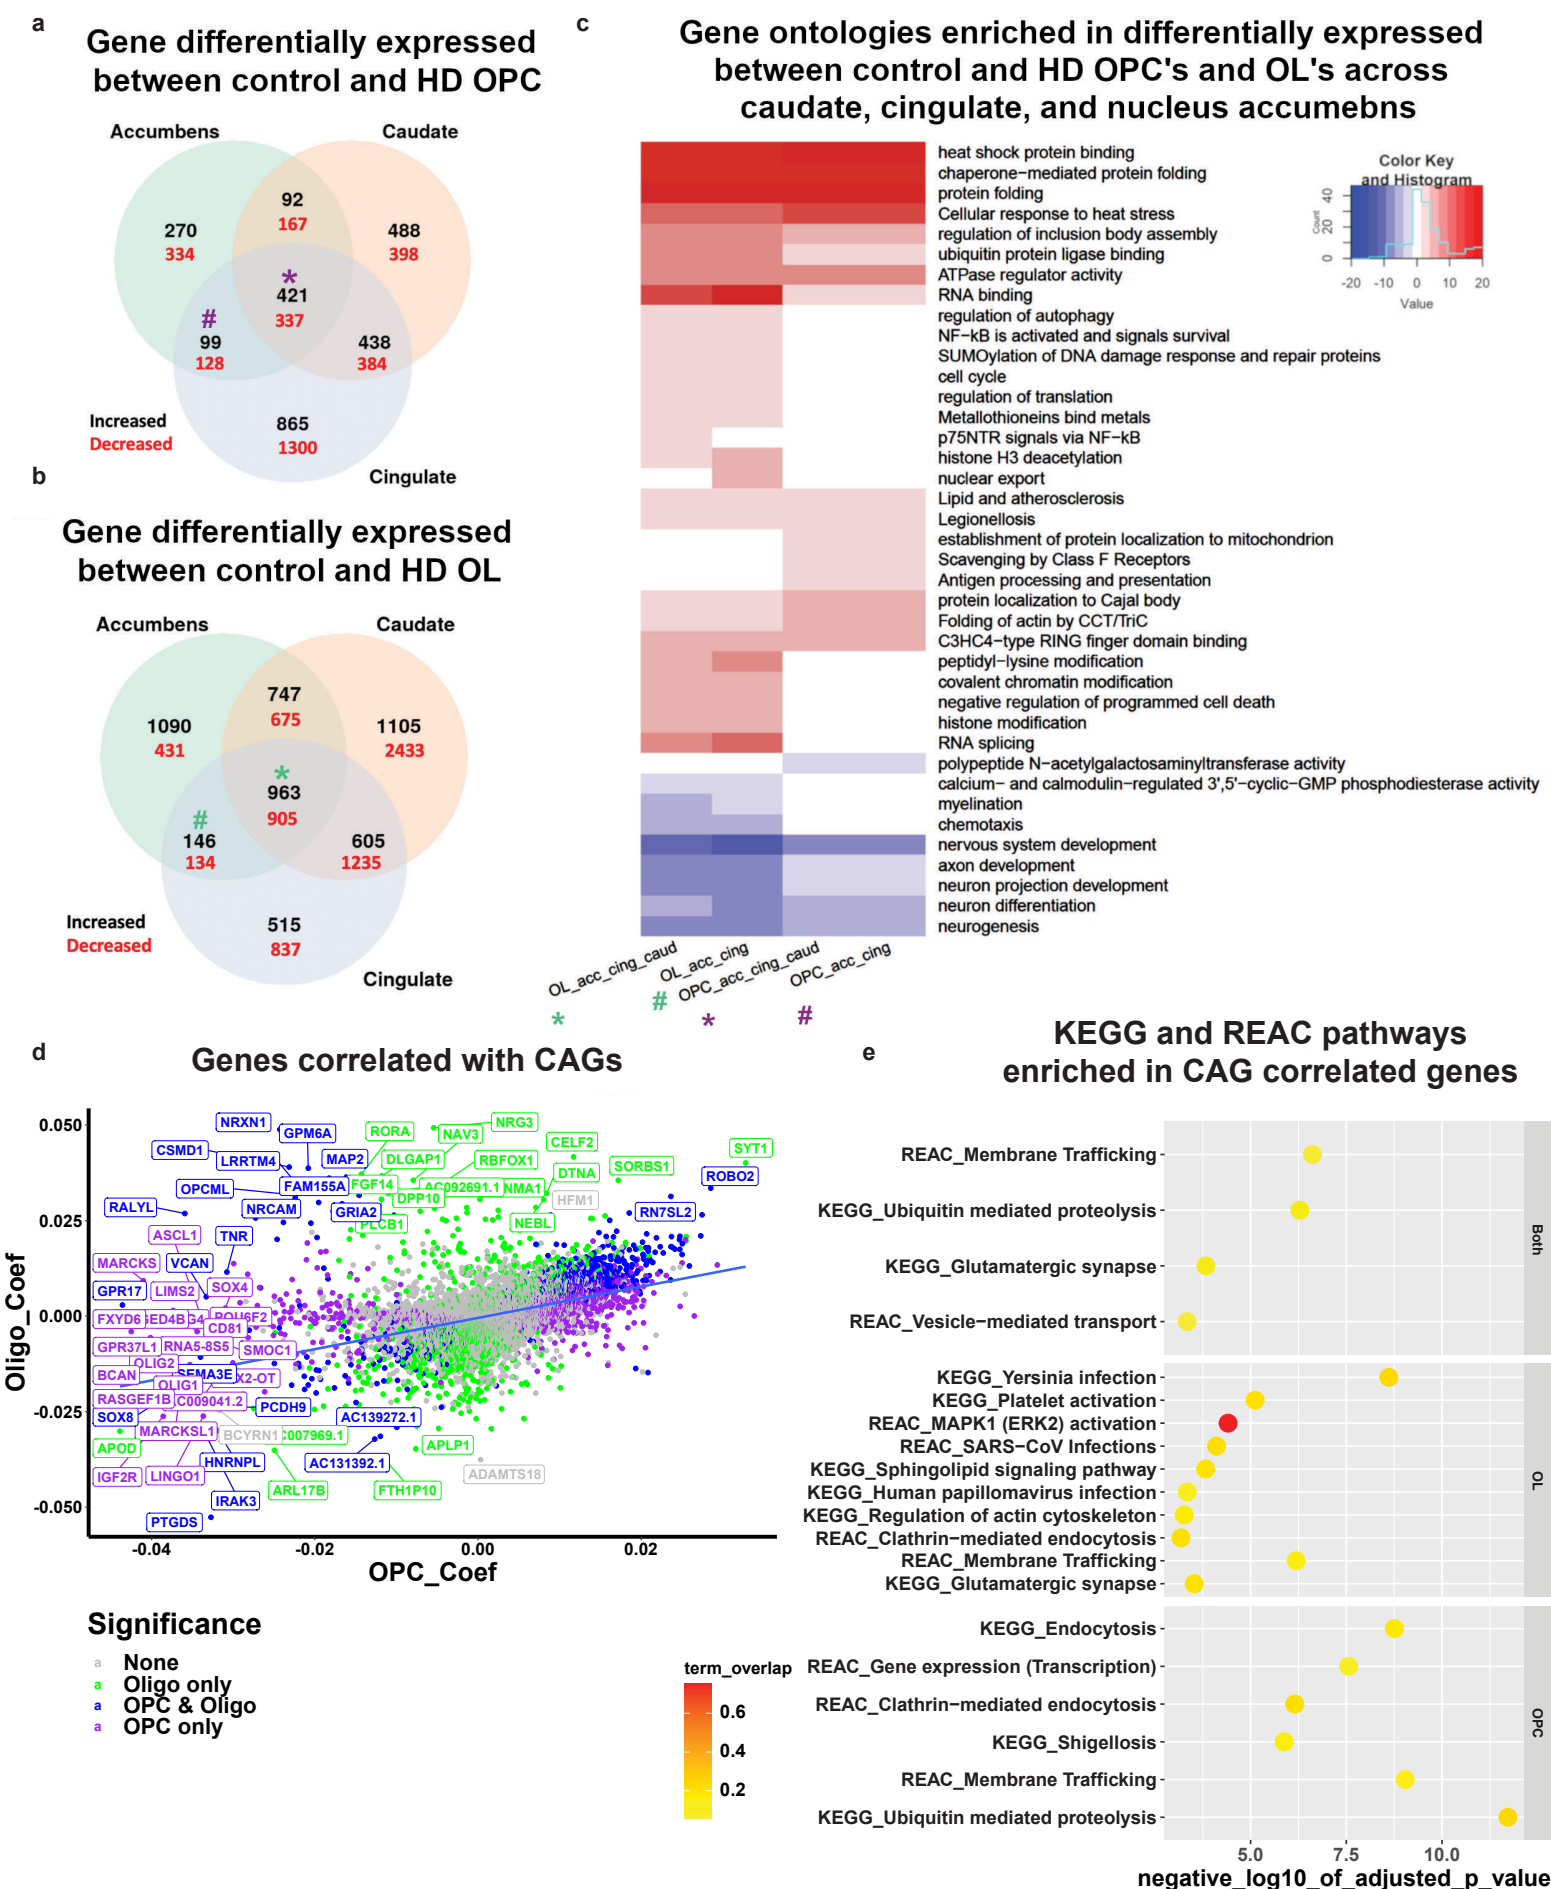 a
Gene differentially expressed
between control and HD OPC
Accumbens
Caudate
92
167
270
334
488
398
*
421
337
#
99
128
438
384
865
1300
Increased
Decreased
Cingulate
b
Gene differentially expressed
between control and HD OL
Accumbens
Caudate
747
675
1090
431
1105
2433
*
963
905
#
146
134
605
1235
515
837
Increased
Decreased
Cingulate
c
Gene ontologies enriched in differentially expressed
between control and HD OPC's and OL's across
caudate, cingulate, and nucleus accumebns
heat shock protein binding
chaperone−mediated protein folding
protein folding
Cellular response to heat stress
regulation of inclusion body assembly
ubiquitin protein ligase binding
ATPase regulator activity
RNA binding
regulation of autophagy
NF−kB is activated and signals survival
SUMOylation of DNA damage response and repair proteins
cell cycle
regulation of translation
Metallothioneins bind metals
p75NTR signals via NF−kB
histone H3 deacetylation
nuclear export
Lipid and atherosclerosis
Legionellosis
establishment of protein localization to mitochondrion
Scavenging by Class F Receptors
Antigen processing and presentation
protein localization to Cajal body
Folding of actin by CCT/TriC
C3HC4−type RING finger domain binding
peptidyl−lysine modification
covalent chromatin modification
negative regulation of programmed cell death
histone modification
RNA splicing
polypeptide N−acetylgalactosaminyltransferase activity
calcium− and calmodulin−regulated 3',5'−cyclic−GMP phosphodiesterase activity
myelination
chemotaxis
nervous system development
axon development
neuron projection development
neuron differentiation
neurogenesis
Color Key
and Histogram
Count
0 20 40
-20 -10 0 10 20
Value
OL_acc_cing_caud
OL_acc_cing
OPC_acc_cing_caud
OPC_acc_cing
*
#
*
#
d
Genes correlated with CAGs
0.050
0.025
0.000
-0.025
-0.050
Oligo_Coef
NRXN1
GPM6A
RORA
NAV3
NRG3
CELF2
SYT1
CSMD1
LRRTM4
MAP2
DLGAP1
RBFOX1
DTNA
SORBS1
ROBO2
OPCML
FAM155A
FGF14
DPP10
AC092691.1
NMA1
HFM1
RALYL
NRCAM
GRIA2
PLCB1
NEBL
RN7SL2
ASCL1
TNR
MARCKS
VCAN
GPR17
LIMS2
SOX4
FXYD6
POU6F2
CD81
GPR37L1
RNA5-8S5
SMOC1
OLIG2
BCAN
SEMA3E
X2-OT
OLIG1
RASGEF1B
C009041.2
SOX8
PCDH9
AC139272.1
MARCKSL1
BCYRN1
C007969.1
APOD
APLP1
HNRNPL
AC131392.1
ADAMTS18
IGF2R
LINGO1
ARL17B
FTH1P10
IRAK3
PTGDS
-0.04 -0.02 0.00 0.02
OPC_Coef
Significance
a None
a Oligo only
a OPC & Oligo
a OPC only
e
KEGG and REAC pathways
enriched in CAG correlated genes
REAC_Membrane Trafficking
KEGG_Ubiquitin mediated proteolysis
KEGG_Glutamatergic synapse
REAC_Vesicle−mediated transport
Both
KEGG_Yersinia infection
KEGG_Platelet activation
REAC_MAPK1 (ERK2) activation
REAC_SARS−CoV Infections
KEGG_Sphingolipid signaling pathway
KEGG_Human papillomavirus infection
KEGG_Regulation of actin cytoskeleton
REAC_Clathrin−mediated endocytosis
REAC_Membrane Trafficking
KEGG_Glutamatergic synapse
OL
KEGG_Endocytosis
REAC_Gene expression (Transcription)
REAC_Clathrin−mediated endocytosis
KEGG_Shigellosis
REAC_Membrane Trafficking
KEGG_Ubiquitin mediated proteolysis
OPC
term_overlap
0.6
0.4
0.2
5.0 7.5 10.0
negative_log10_of_adjusted_p_value